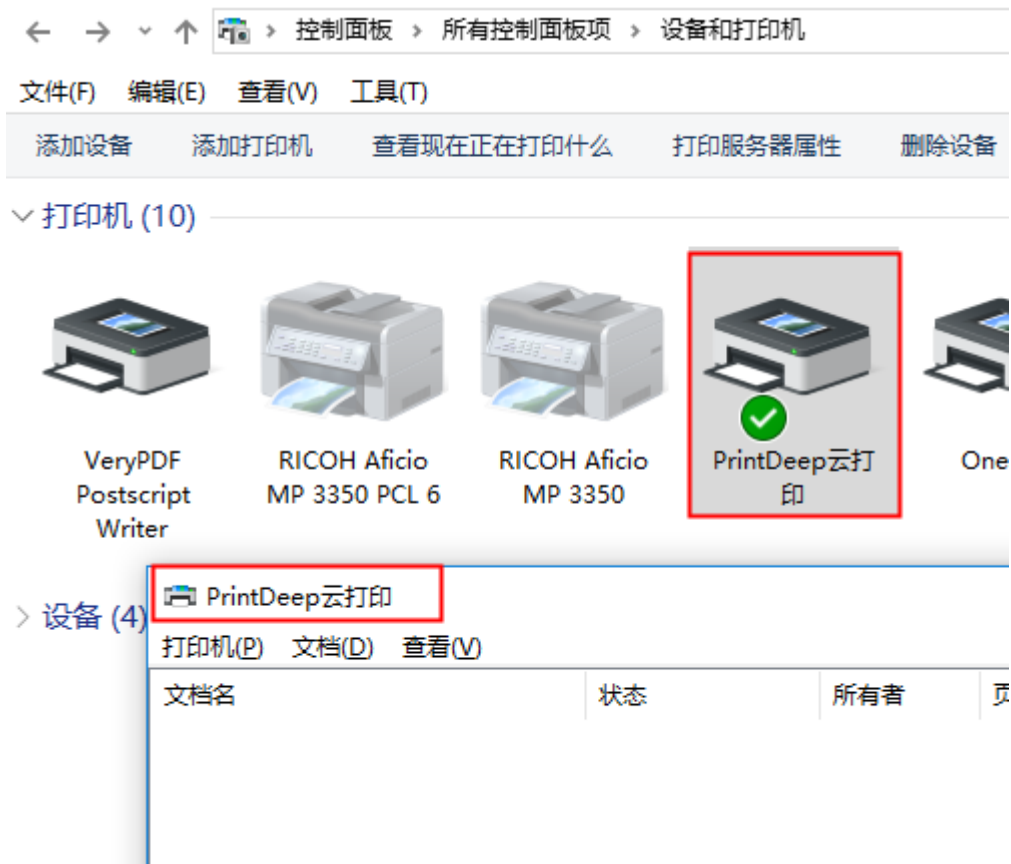 控制面板 › 所有控制面板项 › 设备和打印机
文件(F) 编辑(E) 查看(V) 工具(T)
添加设备 添加打印机 查看现在正在打印什么 打印服务器属性 删除设备
打印机 (10)
VeryPDF
Postscript
Writer
RICOH Aficio
MP 3350 PCL 6
RICOH Aficio
MP 3350
PrintDeep云打
印
One
设备 (4)
PrintDeep云打印
打印机(P) 文档(D) 查看(V)
文档名 状态 所有者